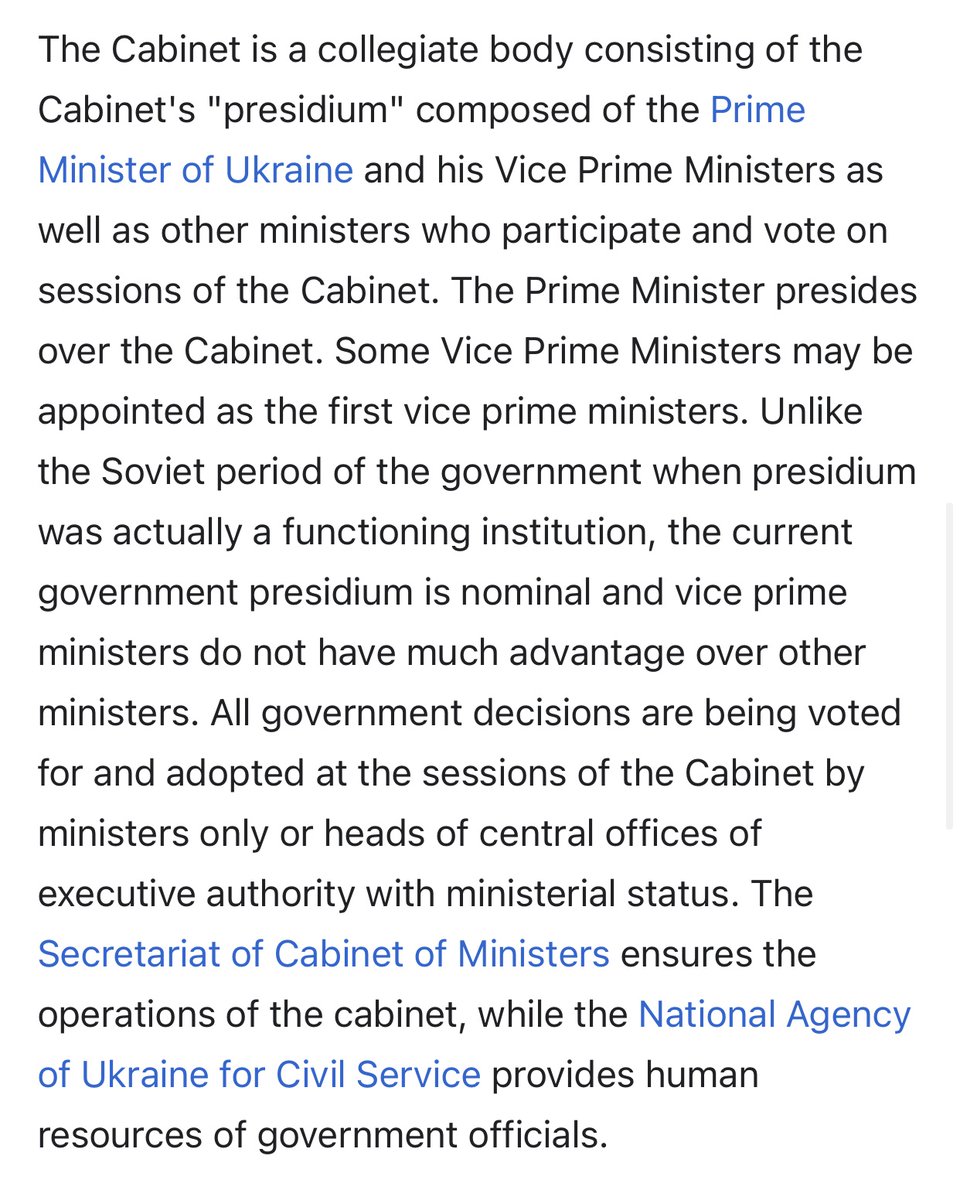 The Cabinet is a collegiate body consisting of the
Cabinet's "presidium" composed of the Prime
Minister of Ukraine and his Vice Prime Ministers as
well as other ministers who participate and vote on
sessions of the Cabinet. The Prime Minister presides
over the Cabinet. Some Vice Prime Ministers may be
appointed as the first vice prime ministers. Unlike
the Soviet period of the government when presidium
was actually a functioning institution, the current
government presidium is nominal and vice prime
ministers do not have much advantage over other
ministers. All government decisions are being voted
for and adopted at the sessions of the Cabinet by
ministers only or heads of central offices of
executive authority with ministerial status. The
Secretariat of Cabinet of Ministers ensures the
operations of the cabinet, while the National Agency
of Ukraine for Civil Service provides human
resources of government officials.